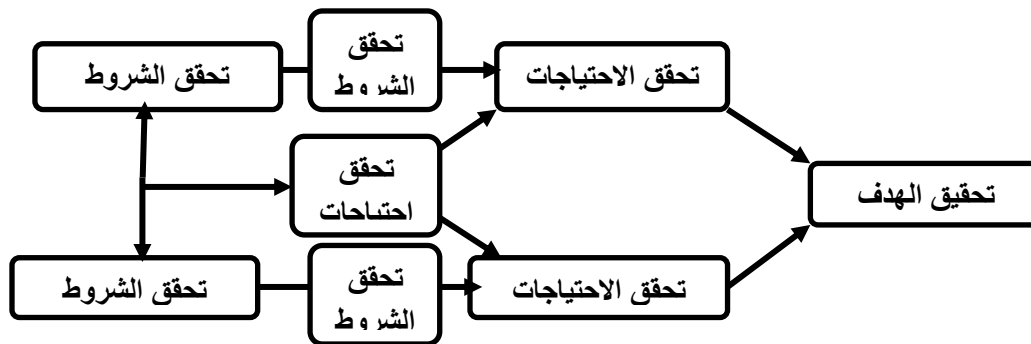 تحقق
الشروط
تحقق الشروط
تحقق الاحتياجات
تحقق
احتياجات
تحقيق الهدف
تحقق الشروط
تحقق
الشروط
تحقق الاحتياجات